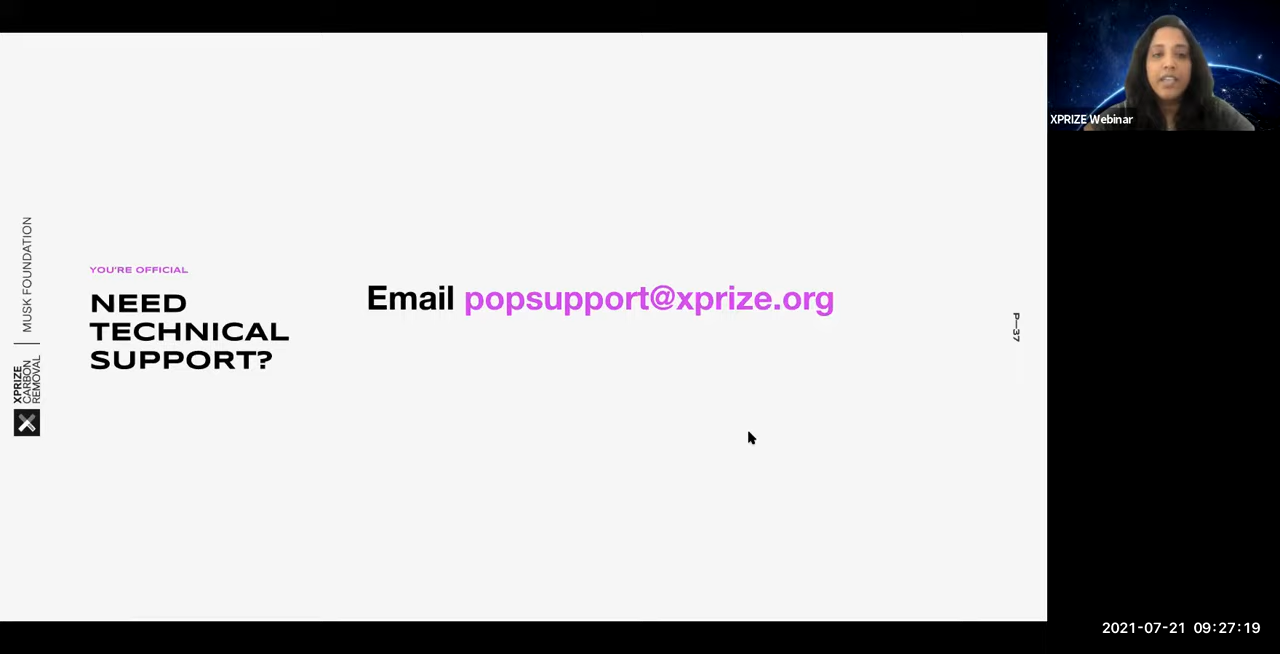 MUSK FOUNDATION
XPRIZE
CARBON
REMOVAL
YOU'RE OFFICIAL
NEED
TECHNICAL
SUPPORT?
Email popsupport@xprize.org
P—37
XPRIZE Webinar
2021-07-21 09:27:19